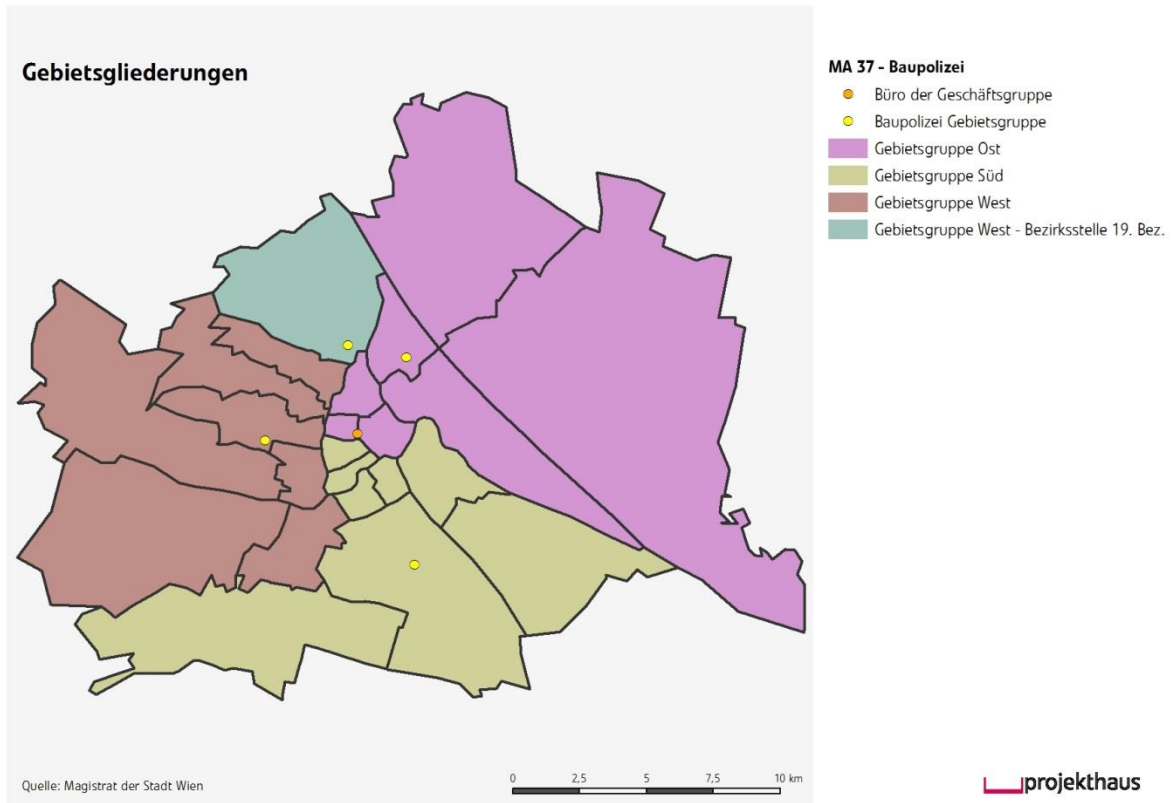 Gebietsgliederungen
MA 37 - Baupolizei
Büro der Geschäftsgruppe
Baupolizei Gebietsgruppe
Gebietsgruppe Ost
Gebietsgruppe Süd
Gebietsgruppe West
Gebietsgruppe West - Bezirksstelle 19. Bez.
Quelle: Magistrat der Stadt Wien
0 2,5 5 7,5 10 km
projekthaus